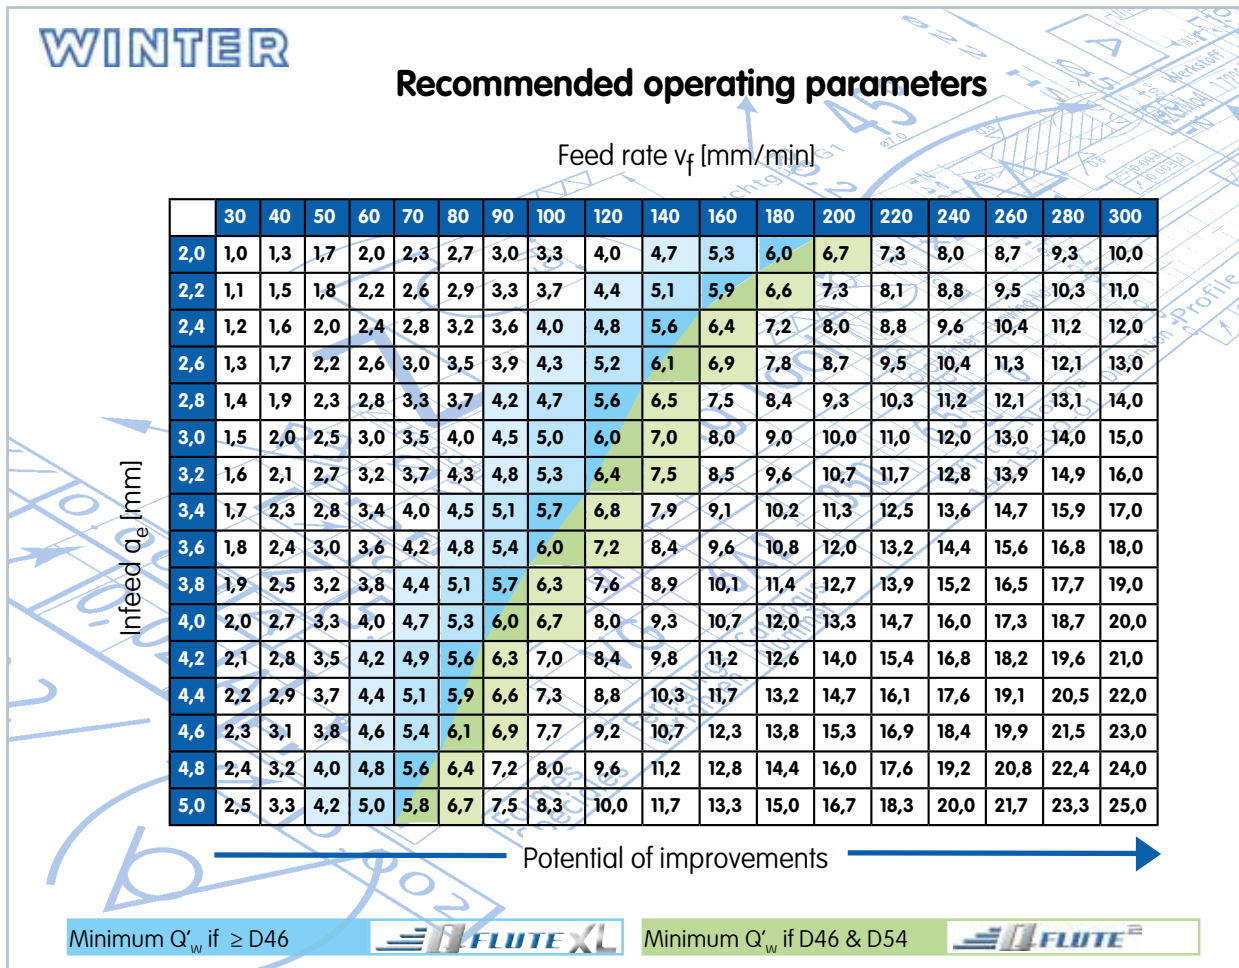 WINTER
Recommended operating parameters
Feed rate vf [mm/min]
30 40 50 60 70 80 90 100 120 140 160 180 200 220 240 260 280 300
2,0 1,0 1,3 1,7 2,0 2,3 2,7 3,0 3,3 4,0 4,7 5,3 6,0 6,7 7,3 8,0 8,7 9,3 10,0
2,2 1,1 1,5 1,8 2,2 2,6 2,9 3,3 3,7 4,4 5,1 5,9 6,6 7,3 8,1 8,8 9,5 10,3 11,0
2,4 1,2 1,6 2,0 2,4 2,8 3,2 3,6 4,0 4,8 5,6 6,4 7,2 8,0 8,8 9,6 10,4 11,2 12,0
2,6 1,3 1,7 2,2 2,6 3,0 3,5 3,9 4,3 5,2 6,1 6,9 7,8 8,7 9,5 10,4 11,3 12,1 13,0
2,8 1,4 1,9 2,3 2,8 3,3 3,7 4,2 4,7 5,6 6,5 7,5 8,4 9,3 10,3 11,2 12,1 13,1 14,0
3,0 1,5 2,0 2,5 3,0 3,5 4,0 4,5 5,0 6,0 7,0 8,0 9,0 10,0 11,0 12,0 13,0 14,0 15,0
3,2 1,6 2,1 2,7 3,2 3,7 4,3 4,8 5,3 6,4 7,5 8,5 9,6 10,7 11,7 12,8 13,9 14,9 16,0
3,4 1,7 2,3 2,8 3,4 4,0 4,5 5,1 5,7 6,8 7,9 9,1 10,2 11,3 12,5 13,6 14,7 15,9 17,0
3,6 1,8 2,4 3,0 3,6 4,2 4,8 5,4 6,0 7,2 8,4 9,6 10,8 12,0 13,2 14,4 15,6 16,8 18,0
3,8 1,9 2,5 3,2 3,8 4,4 5,1 5,7 6,3 7,6 8,9 10,1 11,4 12,7 13,9 15,2 16,5 17,7 19,0
4,0 2,0 2,7 3,3 4,0 4,7 5,3 6,0 6,7 8,0 9,3 10,7 12,0 13,3 14,7 16,0 17,3 18,7 20,0
4,2 2,1 2,8 3,5 4,2 4,9 5,6 6,3 7,0 8,4 9,8 11,2 12,6 14,0 15,4 16,8 18,2 19,6 21,0
4,4 2,2 2,9 3,7 4,4 5,1 5,9 6,6 7,3 8,8 10,3 11,7 13,2 14,7 16,1 17,6 19,1 20,5 22,0
4,6 2,3 3,1 3,8 4,6 5,4 6,1 6,9 7,7 9,2 10,7 12,3 13,8 15,3 16,9 18,4 19,9 21,5 23,0
4,8 2,4 3,2 4,0 4,8 5,6 6,4 7,2 8,0 9,6 11,2 12,8 14,4 16,0 17,6 19,2 20,8 22,4 24,0
5,0 2,5 3,3 4,2 5,0 5,8 6,7 7,5 8,3 10,0 11,7 13,3 15,0 16,7 18,3 20,0 21,7 23,3 25,0
Infeed ae [mm]
Potential of improvements
Minimum Q'w if ≥ D46 Q-FLUTE XL
Minimum Q'w if D46 & D54 Q-FLUTE²